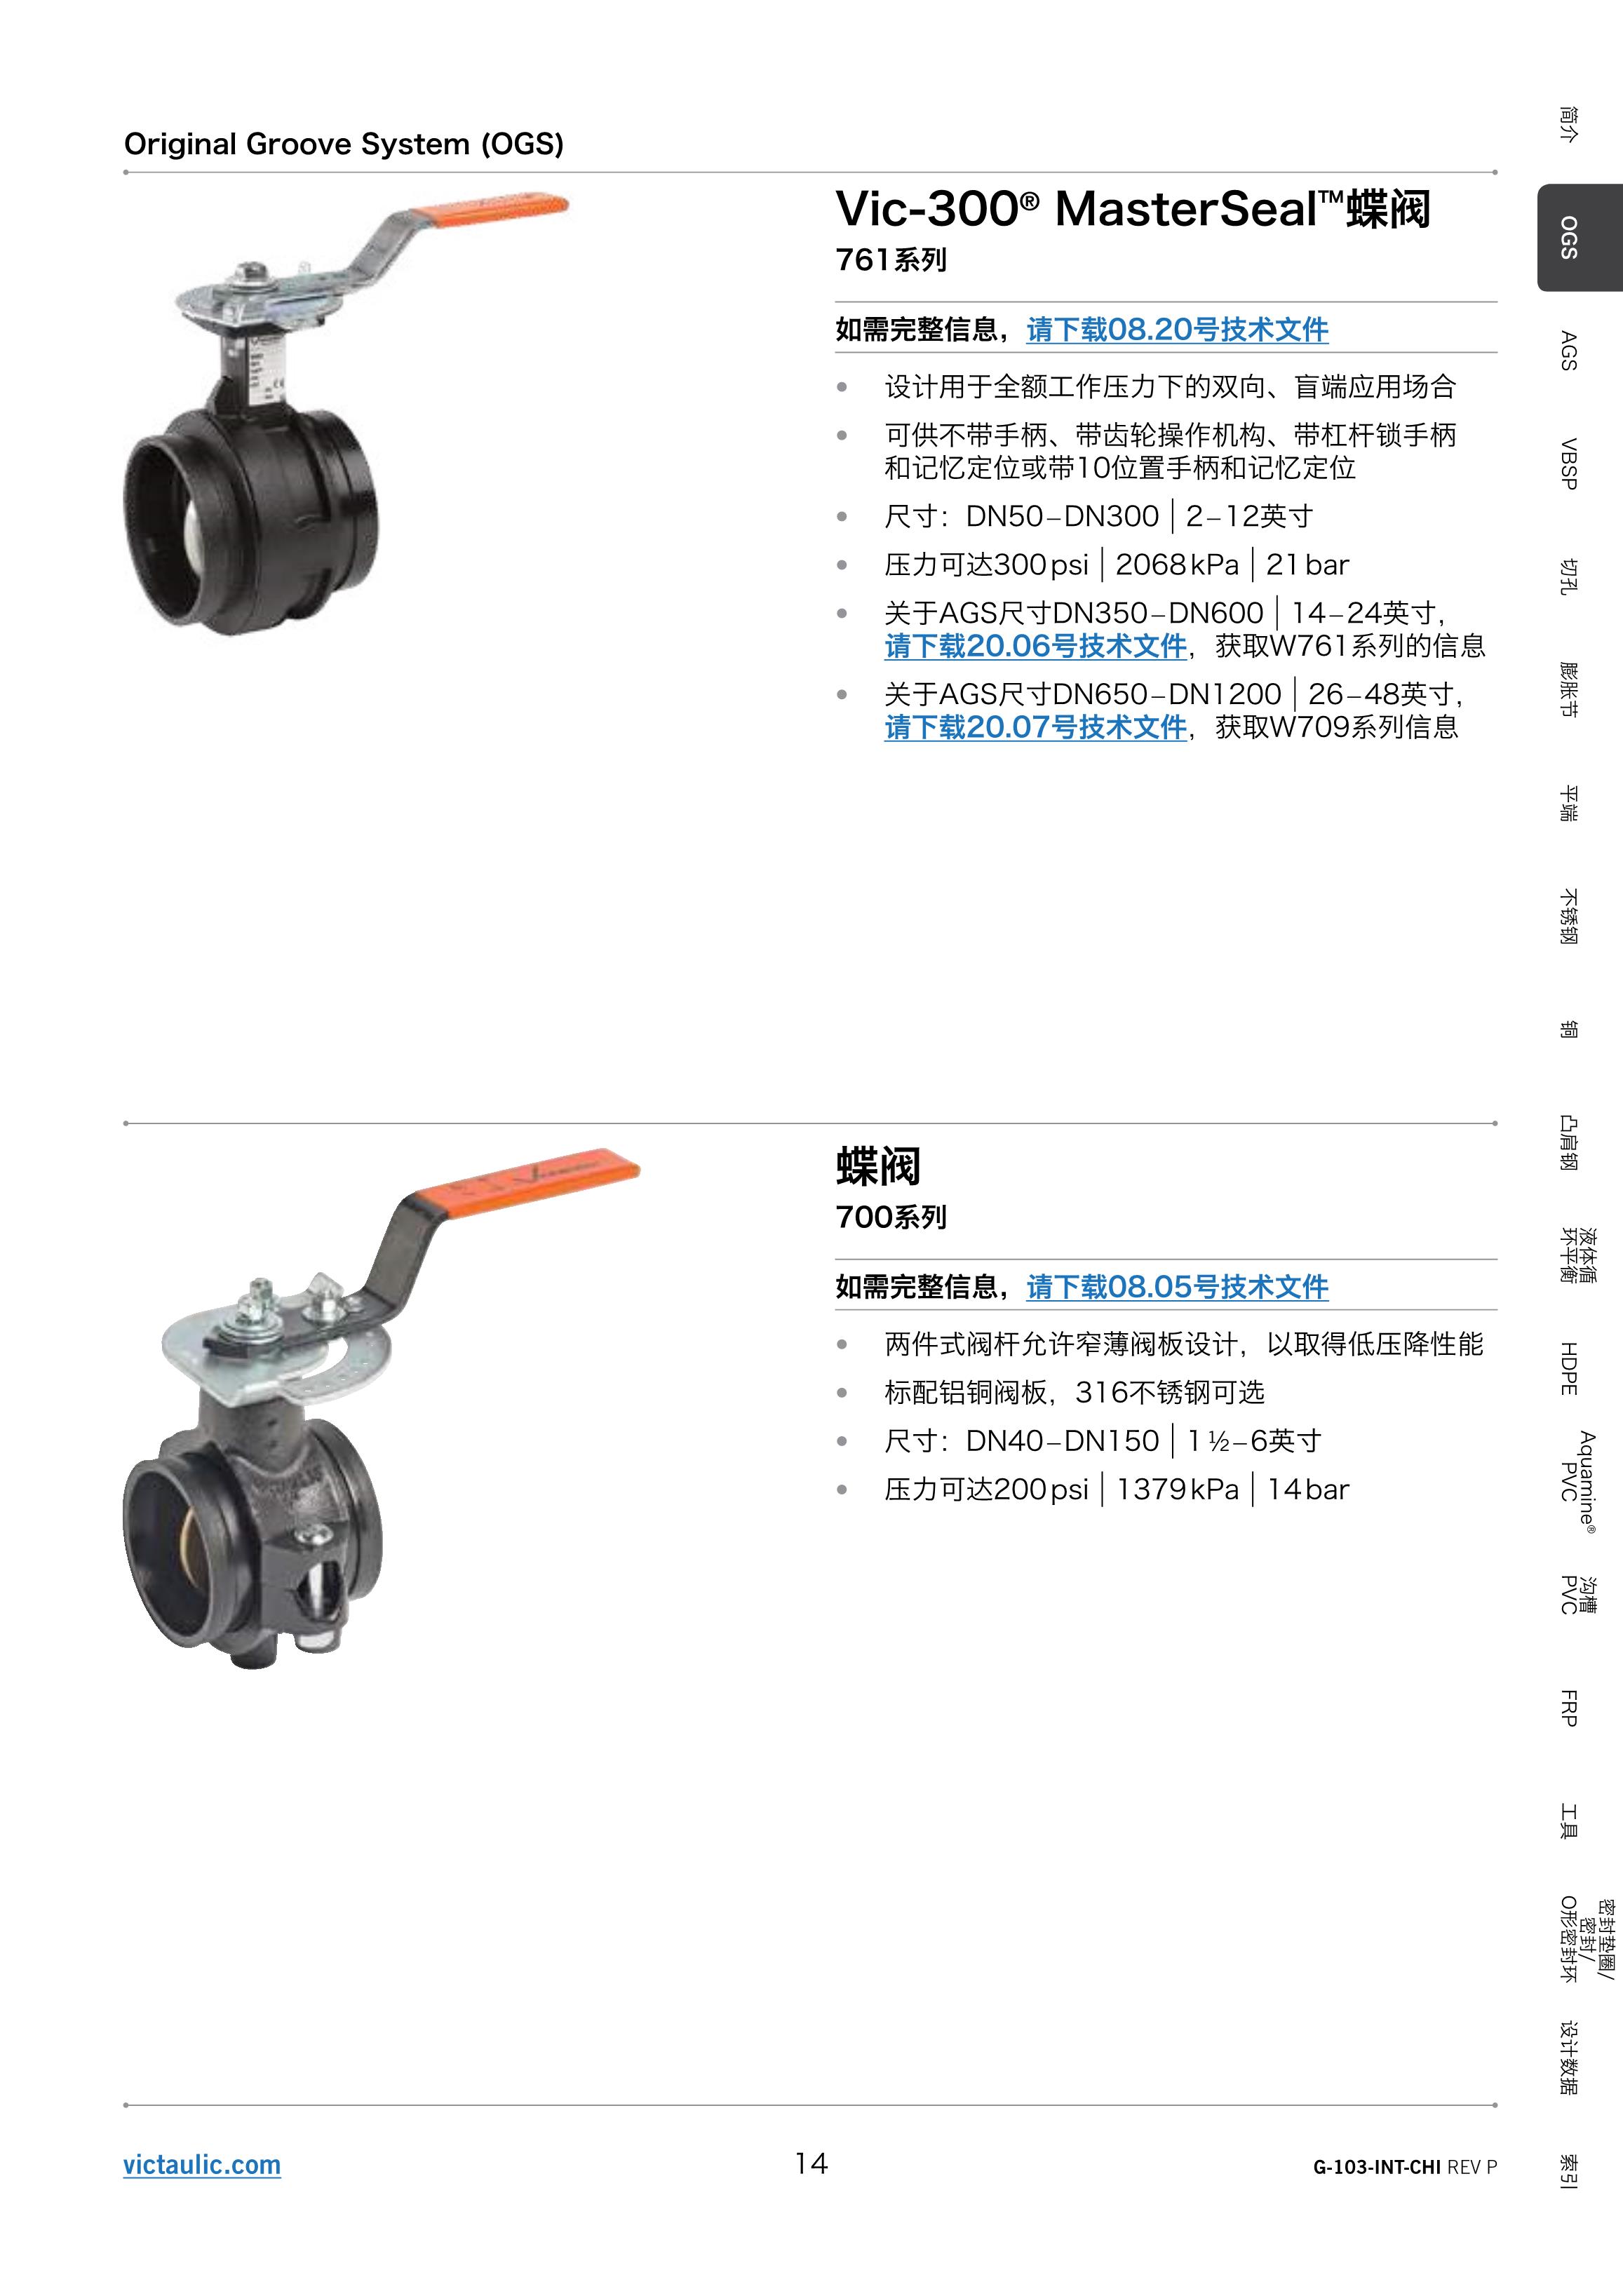 Original Groove System (OGS)
Vic-300® MasterSeal™蝶阀
761系列
如需完整信息，请下载08.20号技术文件
设计用于全额工作压力下的双向、盲端应用场合
可供不带手柄、带齿轮操作机构、带杠杆锁手柄
和记忆定位或带10位置手柄和记忆定位
尺寸：DN50–DN300 | 2–12英寸
压力可达300psi | 2068kPa | 21bar
关于AGS尺寸DN350–DN600 | 14–24英寸，
请下载20.06号技术文件，获取W761系列的信息
关于AGS尺寸DN650–DN1200 | 26–48英寸，
请下载20.07号技术文件，获取W709系列信息
蝶阀
700系列
如需完整信息，请下载08.05号技术文件
两件式阀杆允许窄薄阀板设计，以取得低压降性能
标配铝铜阀板，316不锈钢可选
尺寸：DN40–DN150 | 1 ½–6英寸
压力可达200psi | 1379kPa | 14bar
victaulic.com
14
G-103-INT-CHI REV P
简介
OGS
AGS
VBSP
切孔
膨胀节
平端
不锈钢
铜
凸肩钢
液体循
环平衡
HDPE
Aquamine®
PVC
沟槽
PVC
FRP
工具
密封垫圈/
密封/
O形密封环
设计数据
索引